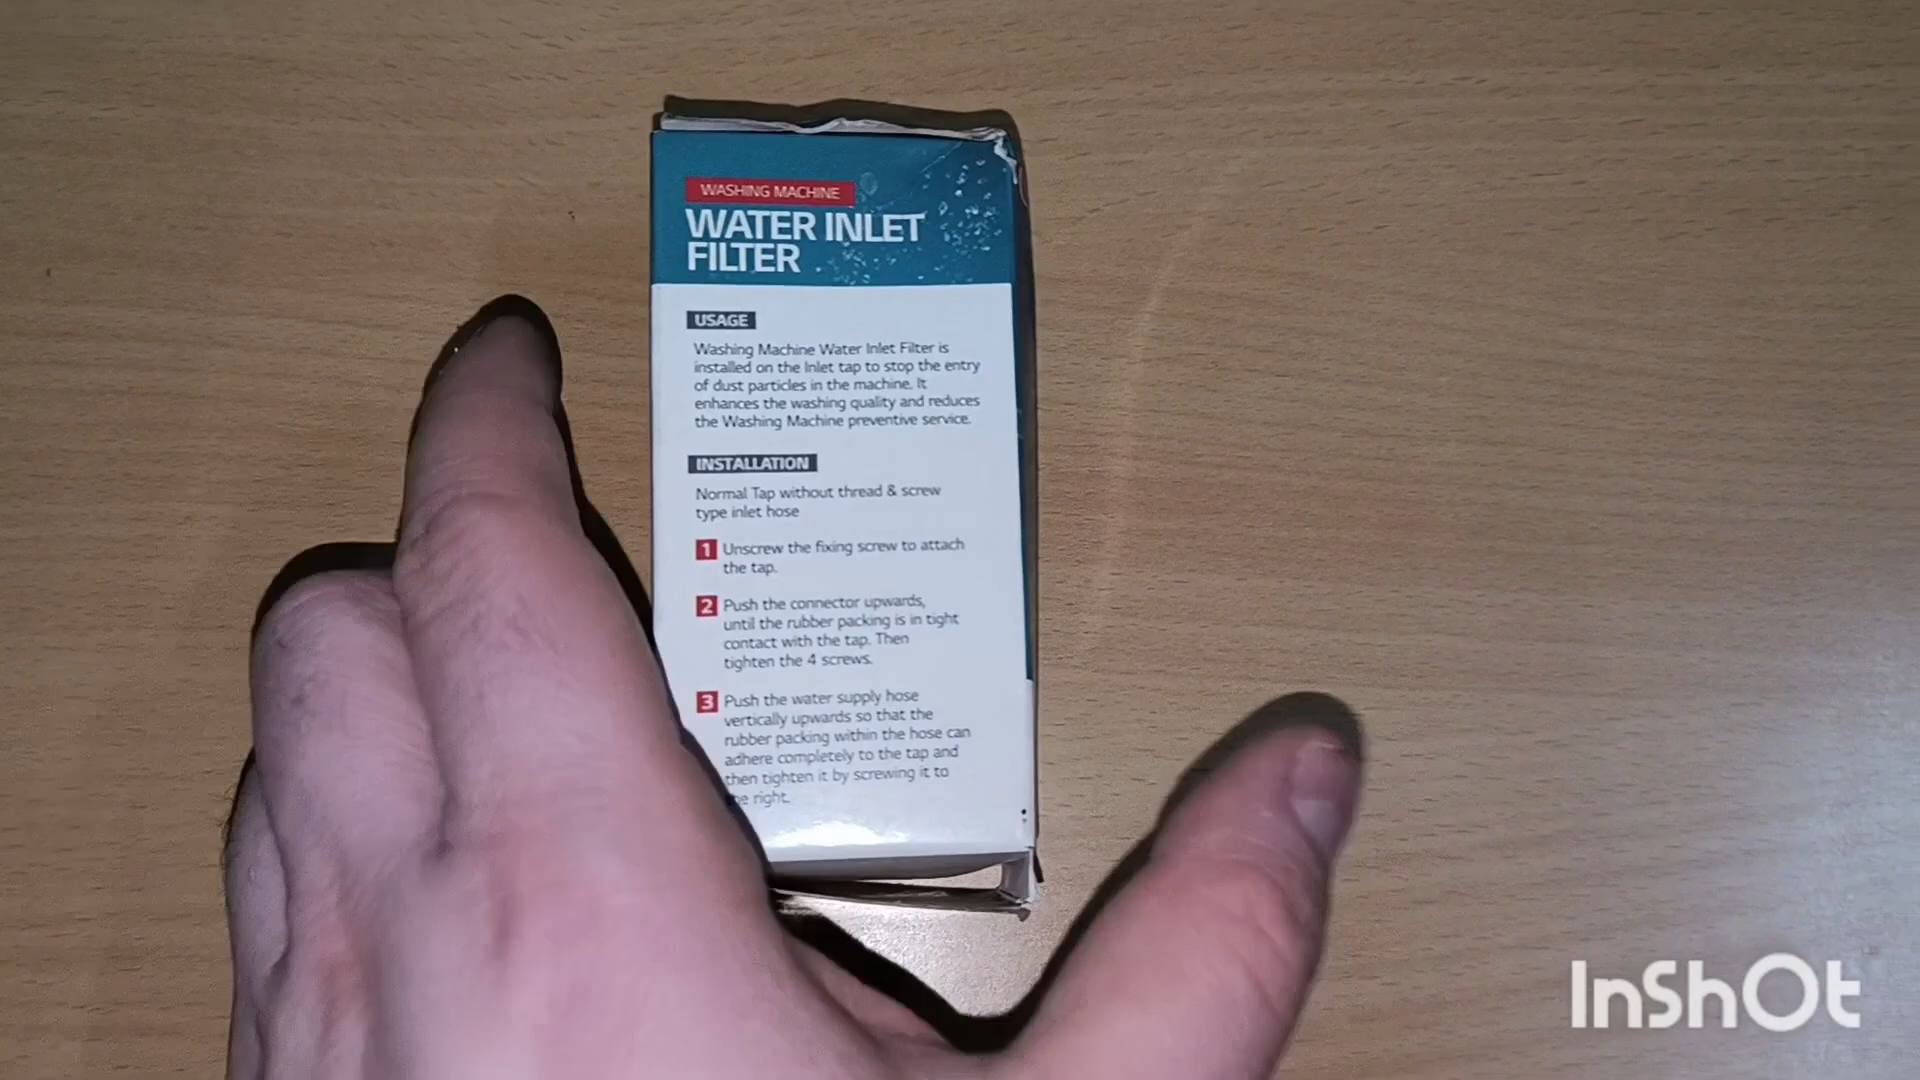 WASHING MACHINE
WATER INLET
FILTER
USAGE
Washing Machine Water Inlet Filter is
installed on the Inlet tap to stop the entry
of dust particles in the machine. It
enhances the washing quality and reduces
the Washing Machine preventive service.
INSTALLATION
Normal Tap without thread & screw
type inlet hose
1 Unscrew the fixing screw to attach
the tap.
2 Push the connector upwards,
until the rubber packing is in tight
contact with the tap. Then
tighten the 4 screws.
3 Push the water supply hose
vertically upwards so that the
rubber packing within the hose can
adhere completely to the tap and
then tighten it by screwing it to
the right.
InShOt